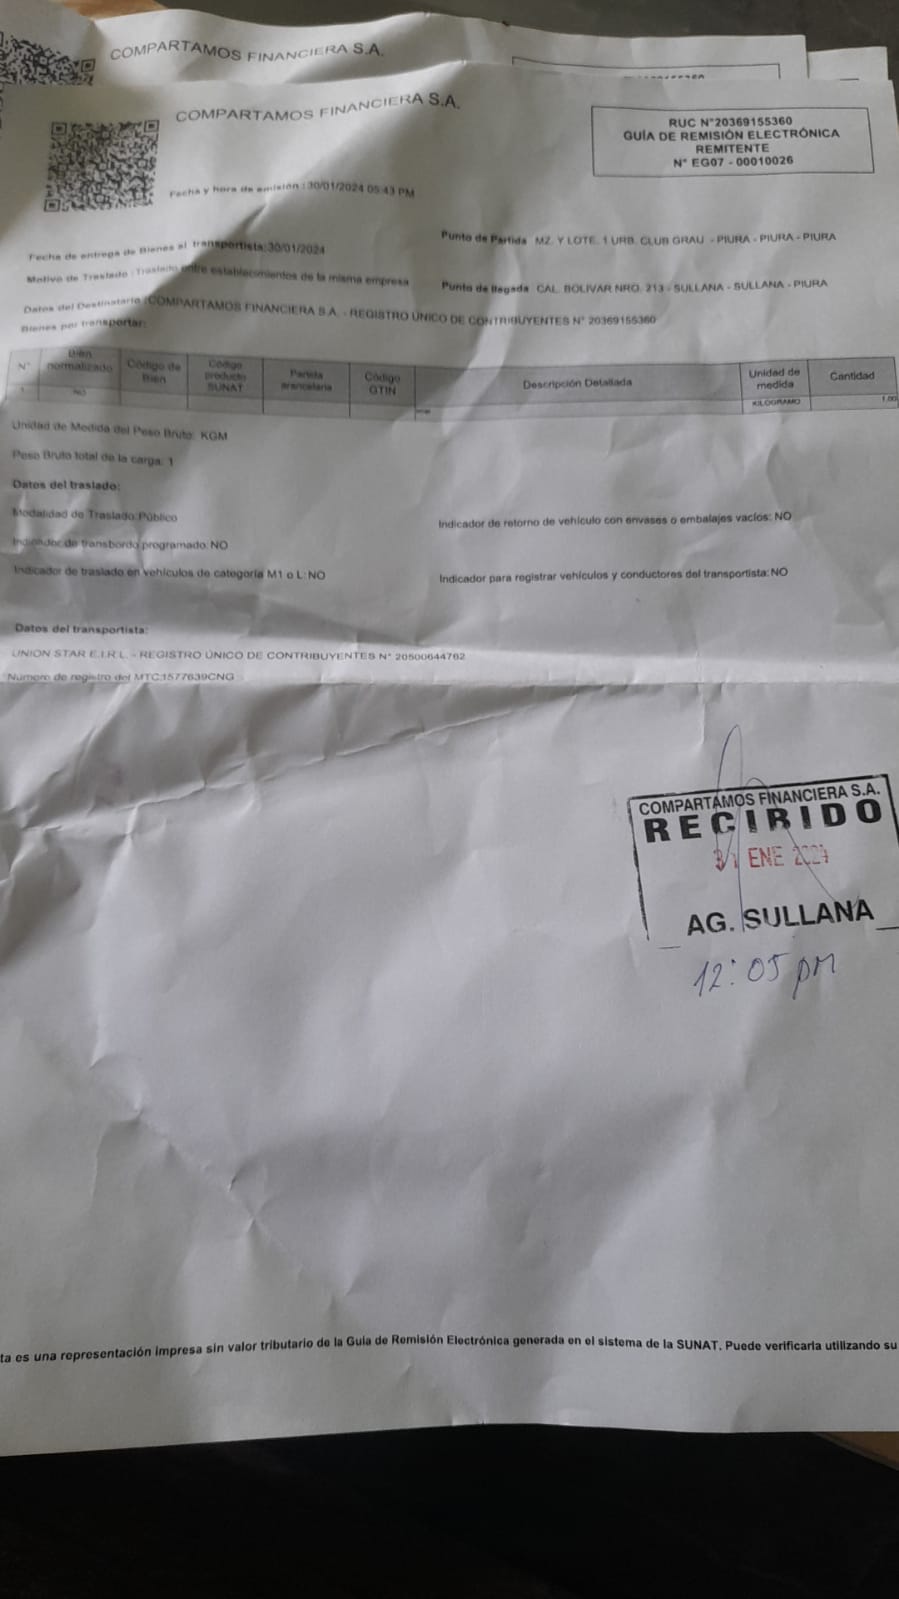 COMPARTAMOS FINANCIERA S.A.
COMPARTAMOS FINANCIERA S.A.
RUC N°20369155360
GUÍA DE REMISIÓN ELECTRÓNICA
REMITENTE
N° EG07 - 00010026
Fecha y hora de emisión : 30/01/2024 05:43 PM
Fecha de entrega de Bienes al transportista:30/01/2024
Punto de Partida MZ. Y LOTE. 1 URB. CLUB GRAU - PIURA - PIURA - PIURA
Motivo de Traslado :Traslado entre establecimientos de la misma empresa
Punto de llegada CAL. BOLIVAR NRO. 213 - SULLANA - SULLANA - PIURA
Datos del Destinatario :COMPARTAMOS FINANCIERA S.A. - REGISTRO ÚNICO DE CONTRIBUYENTES N° 20369155360
Bienes por transportar:
N° Bien normalizado Código de Bien Código producto SUNAT Partida arancelaria Código GTIN Descripción Detallada Unidad de medida Cantidad
1 NO KILOGRAMO 1.00
Unidad de Medida del Peso Bruto: KGM
Peso Bruto total de la carga: 1
Datos del traslado:
Modalidad de Traslado:Público
Indicador de retorno de vehículo con envases o embalajes vacíos: NO
Indicador de transbordo programado:NO
Indicador de traslado en vehículos de categoría M1 o L:NO
Indicador para registrar vehículos y conductores del transportista:NO
Datos del transportista:
UNION STAR E.I.R.L. - REGISTRO ÚNICO DE CONTRIBUYENTES N° 20500644762
Número de registro del MTC:1577639CNG
COMPARTAMOS FINANCIERA S.A.
RECIBIDO
31 ENE 2024
AG. SULLANA
12:05 pm
ta es una representación impresa sin valor tributario de la Guía de Remisión Electrónica generada en el sistema de la SUNAT. Puede verificarla utilizando su